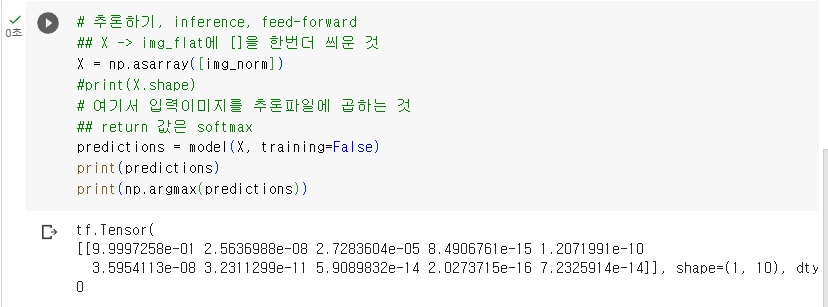 # 추론하기, inference, feed-forward
0초
## X -> img_flat에 []을 한번더 씌운 것
X = np.asarray([img_norm])
#print(X.shape)
# 여기서 입력이미지를 추론파일에 곱하는 것
## return 값은 softmax
predictions = model(X, training=False)
print(predictions)
print(np.argmax(predictions))
tf.Tensor(
[[9.9997258e-01 2.5636988e-08 2.7283604e-05 8.4906761e-15 1.2071991e-10
3.5954113e-08 3.2311299e-11 5.9089832e-14 2.0273715e-16 7.2325914e-14]], shape=(1, 10), dty
0